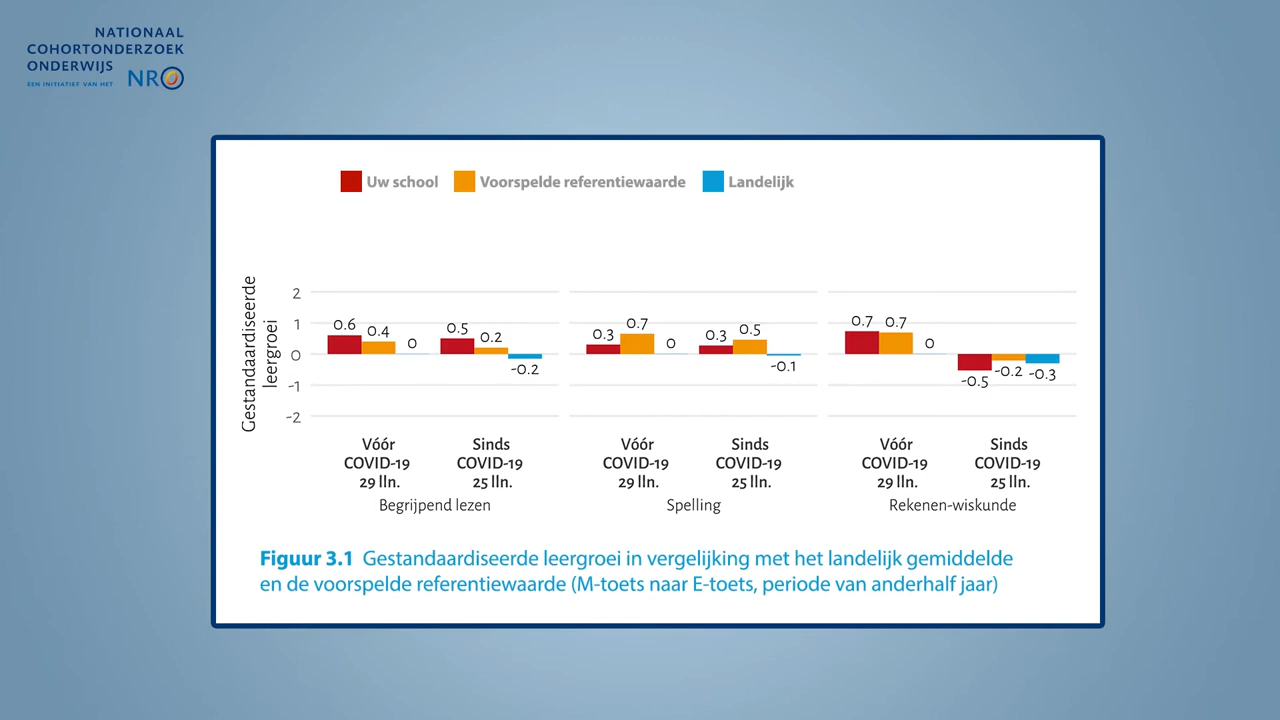 NATIONAAL
COHORTONDERZOEK
ONDERWIJS
EEN INITIATIEF VAN HET NRO
Uw school Voorspelde referentiewaarde Landelijk
Gestandaardiseerde
leergroei
2
1
0
-1
-2
0.6 0.4 0 0.5 0.2 -0.2
0.3 0.7 0 0.3 0.5 -0.1
0.7 0.7 0 -0.5 -0.2 -0.3
Vóór Sinds Vóór Sinds Vóór Sinds
COVID-19 COVID-19 COVID-19 COVID-19 COVID-19 COVID-19
29 lln. 25 lln. 29 lln. 25 lln. 29 lln. 25 lln.
Begrijpend lezen Spelling Rekenen-wiskunde
Figuur 3.1 Gestandaardiseerde leergroei in vergelijking met het landelijk gemiddelde
en de voorspelde referentiewaarde (M-toets naar E-toets, periode van anderhalf jaar)